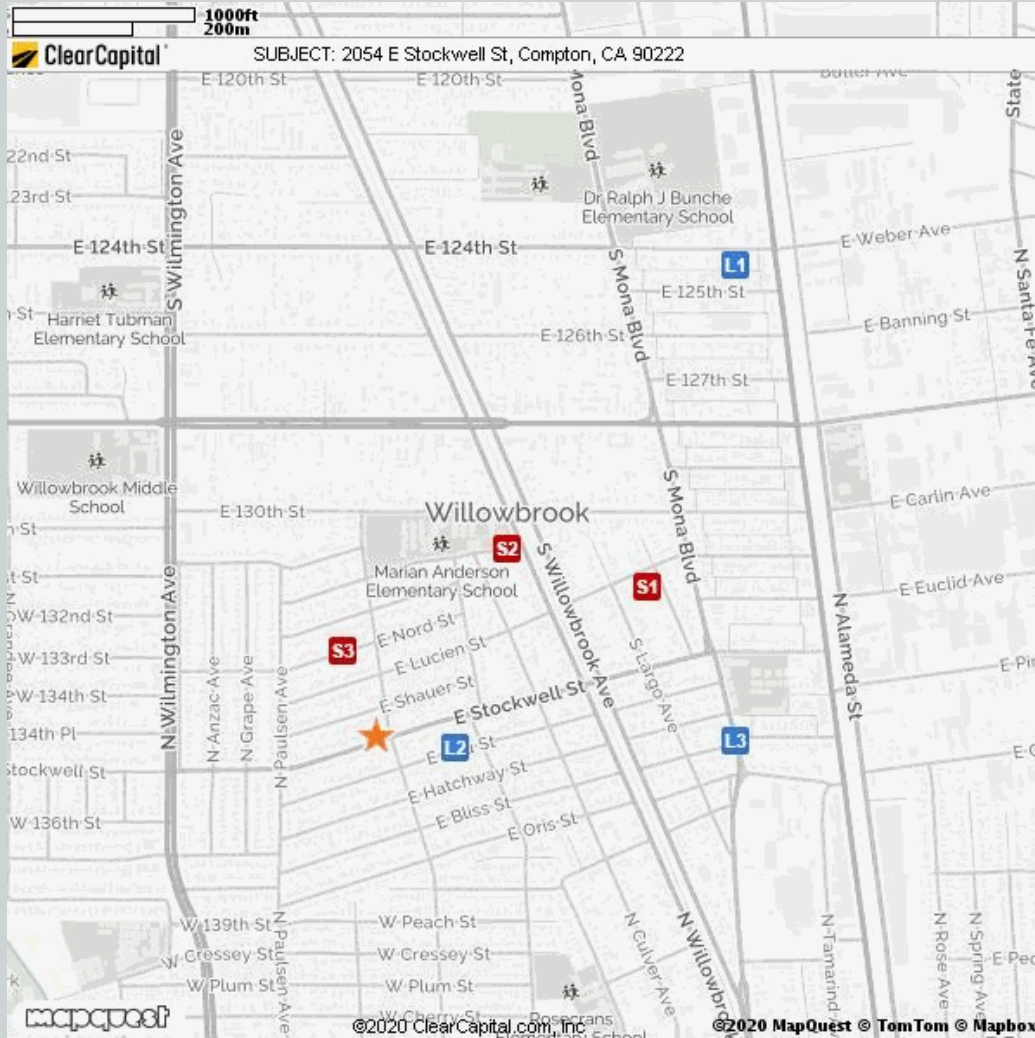 1000ft
200m
ClearCapital
SUBJECT: 2054 E Stockwell St, Compton, CA 90222
E 120th St
E 120th St
Butler Ave
Mona Blvd
State
22nd St
23rd St
S Wilmington Ave
Dr Ralph J Bunche
Elementary School
E 124th St
E 124th St
E Weber Ave
S Mona Blvd
L1
E 125th St
N Santa Fe Av
Harriet Tubman
Elementary School
E 126th St
E Banning St
E 127th St
Willowbrook Middle
School
S Mona Blvd
E Carlin Ave
E 130th St
Willowbrook
S2
S Willowbrook Ave
Marian Anderson
Elementary School
S1
E Euclid Ave
N Wilmington Ave
W 132nd St
E Nord St
N Alameda St
S3
E Lucien St
S Largo Ave
W 133rd St
N Anzac Ave
N Grape Ave
N Paulsen Ave
W 134th St
E Shauer St
E Stockwell St
134th Pl
L2
L3
Stockwell St
E Hatchway St
W 136th St
E Bliss St
E Oris St
W 139th St
N Paulsen Ave
W Peach St
N Culver Ave
N Willowbro
N Tamarind
N Rose Ave
N Spring Ave
W Cressey St
W Cressey St
W Plum St
W Plum St
W Cherry St
Rosecrans
Elementary School
mapquest
©2020 ClearCapital.com, Inc
©2020 MapQuest © TomTom © Mapbox